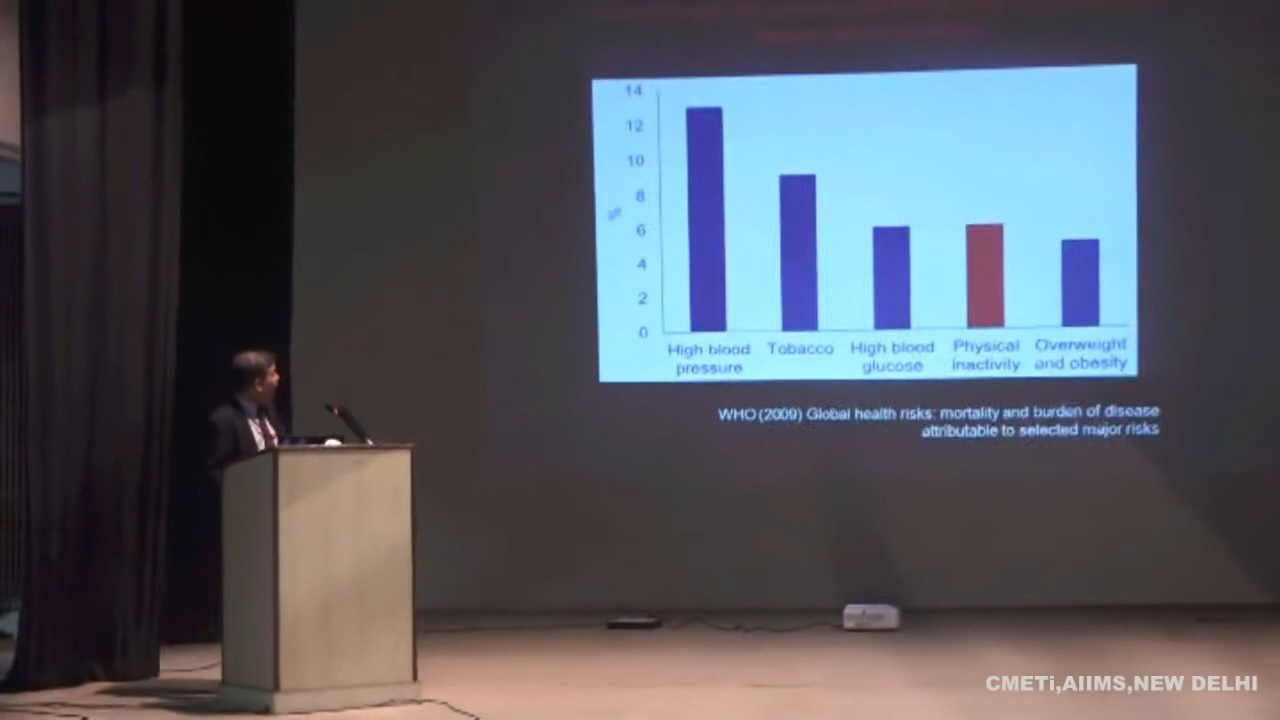 14
12
10
8
6
4
2
0
%
High blood
pressure
Tobacco
High blood
glucose
Physical
inactivity
Overweight
and obesity
WHO (2009) Global health risks: mortality and burden of disease
attributable to selected major risks
CMETi,AIIMS,NEW DELHI